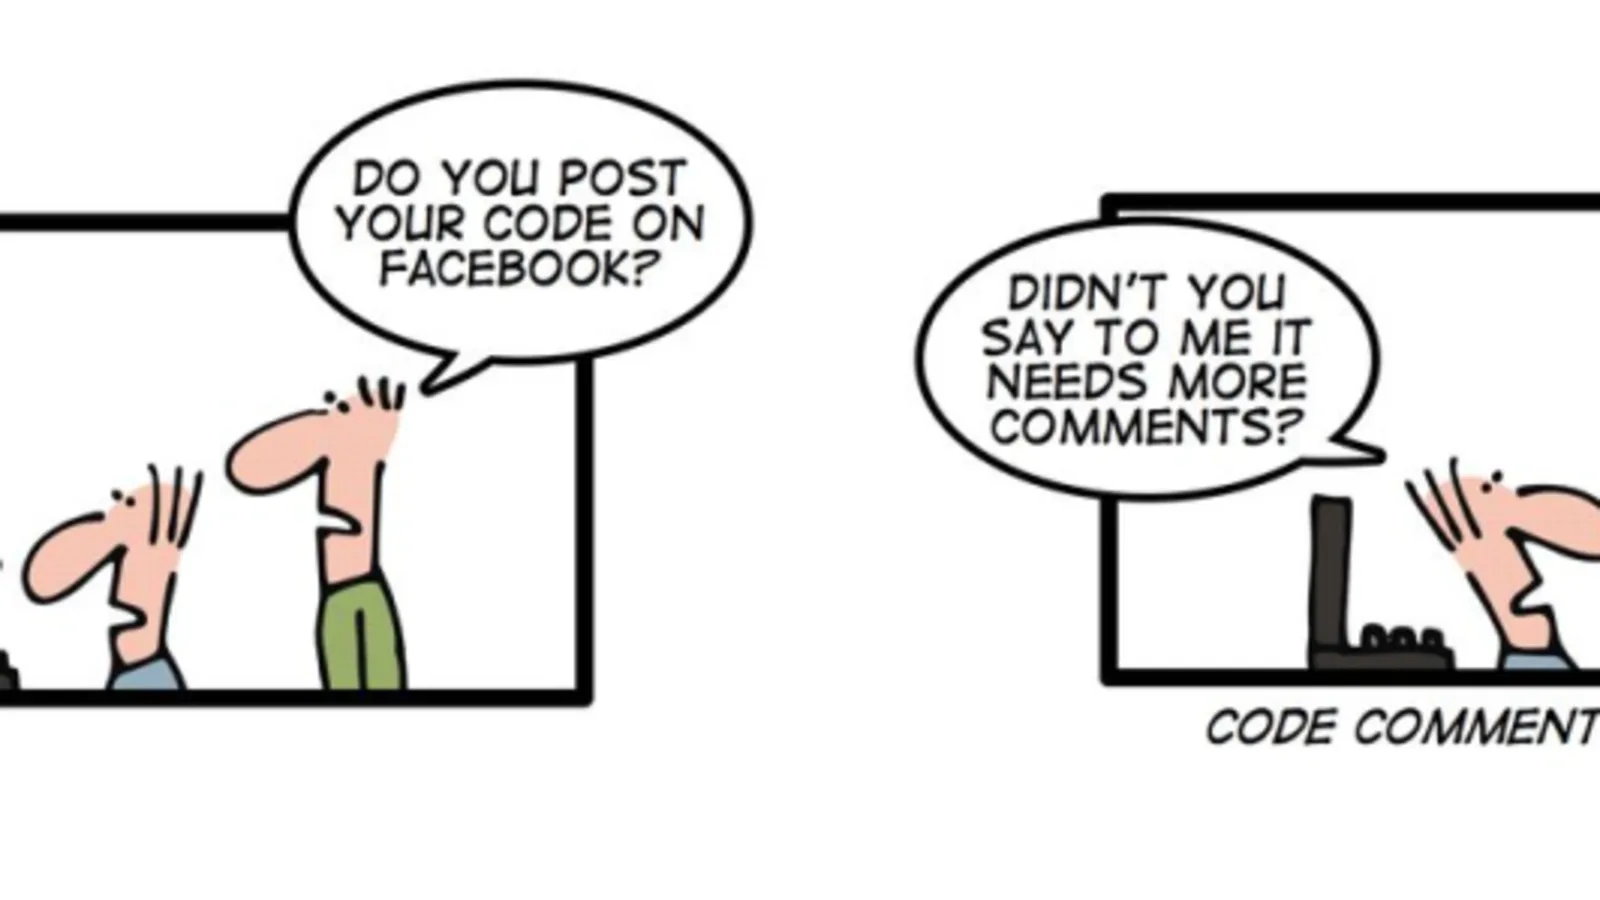 DO YOU POST
YOUR CODE ON
FACEBOOK?
DIDN'T YOU
SAY TO ME IT
NEEDS MORE
COMMENTS?
CODE COMMENT